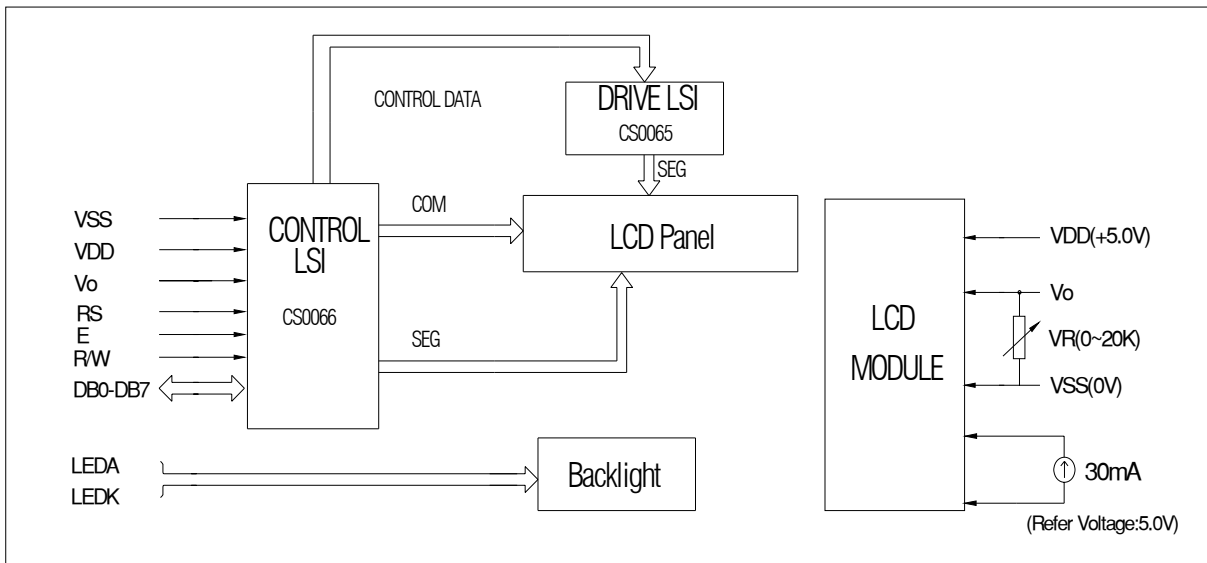 CONTROL DATA
DRIVE LSI
CS0065
SEG
VSS
VDD
Vo
RS
E
R/W
DB0-DB7
CONTROL
LSI
CS0066
COM
LCD Panel
SEG
LEDA
LEDK
Backlight
LCD
MODULE
VDD(+5.0V)
Vo
VR(0~20K)
VSS(0V)
30mA
(Refer Voltage:5.0V)